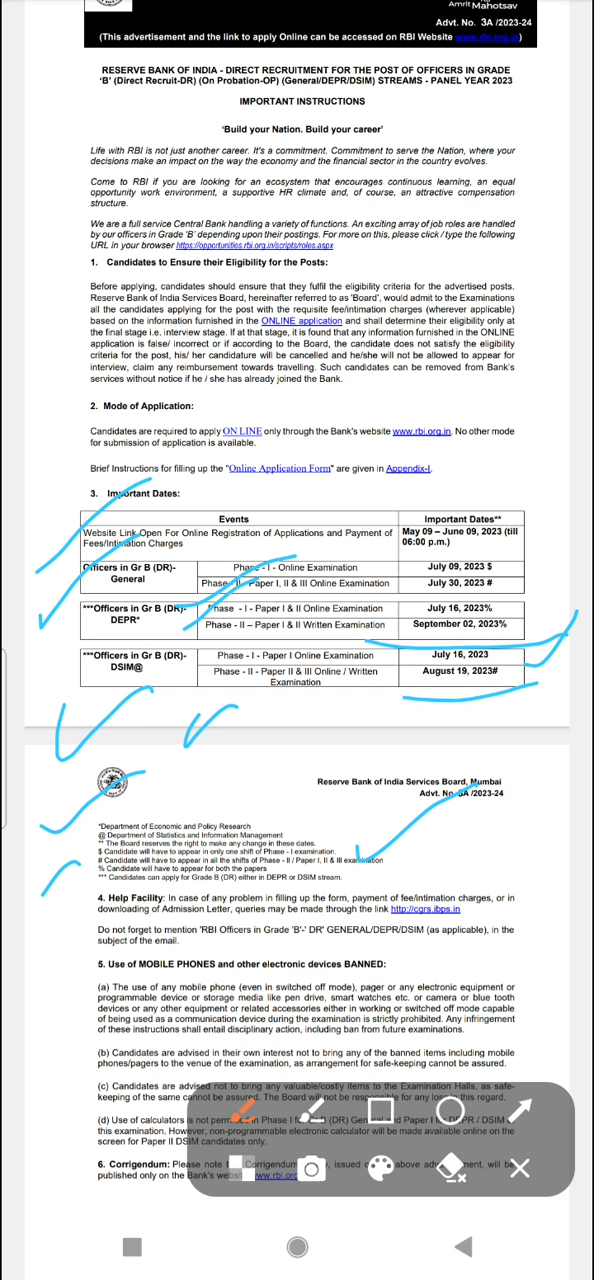 Amrit Mahotsav
Advt. No. 3A /2023-24
(This advertisement and the link to apply Online can be accessed on RBI Website www.rbi.org.in)
RESERVE BANK OF INDIA - DIRECT RECRUITMENT FOR THE POST OF OFFICERS IN GRADE
'B' (Direct Recruit-DR) (On Probation-OP) (General/DEPR/DSIM) STREAMS - PANEL YEAR 2023
IMPORTANT INSTRUCTIONS
'Build your Nation. Build your career'
Life with RBI is not just another career. It's a commitment. Commitment to serve the Nation, where your
decisions make an impact on the way the economy and the financial sector in the country evolves.
Come to RBI if you are looking for an ecosystem that encourages continuous learning, an equal
opportunity work environment, a supportive HR climate and, of course, an attractive compensation
structure.
We are a full service Central Bank handling a variety of functions. An exciting array of job roles are handled
by our officers in Grade 'B' depending upon their postings. For more on this, please click / type the following
URL in your browser https://opportunities.rbi.org.in/scripts/roles.aspx
1. Candidates to Ensure their Eligibility for the Posts:
Before applying, candidates should ensure that they fulfil the eligibility criteria for the advertised posts.
Reserve Bank of India Services Board, hereinafter referred to as 'Board', would admit to the Examinations
all the candidates applying for the post with the requisite fee/intimation charges (wherever applicable)
based on the information furnished in the ONLINE application and shall determine their eligibility only at
the final stage i.e. interview stage. If at that stage, it is found that any information furnished in the ONLINE
application is false/ incorrect or if according to the Board, the candidate does not satisfy the eligibility
criteria for the post, his/ her candidature will be cancelled and he/she will not be allowed to appear for
interview, claim any reimbursement towards travelling. Such candidates can be removed from Bank's
services without notice if he / she has already joined the Bank.
2. Mode of Application:
Candidates are required to apply ON LINE only through the Bank's website www.rbi.org.in. No other mode
for submission of application is available.
Brief Instructions for filling up the "Online Application Form" are given in Appendix-I.
3. Important Dates:
Events Important Dates**
Website Link Open For Online Registration of Applications and Payment of May 09 – June 09, 2023 (till
Fees/Intimation Charges 06:00 p.m.)
Officers in Gr B (DR)- Phase - I - Online Examination July 09, 2023 $
General Phase - II - Paper I, II & III Online Examination July 30, 2023 #
***Officers in Gr B (DR)- Phase - I - Paper I & II Online Examination July 16, 2023%
DEPR* Phase - II – Paper I & II Written Examination September 02, 2023%
***Officers in Gr B (DR)- Phase - I - Paper I Online Examination July 16, 2023
DSIM@ Phase - II - Paper II & III Online / Written August 19, 2023#
Examination
Reserve Bank of India Services Board, Mumbai
Advt. No. 3A /2023-24
*Department of Economic and Policy Research
@ Department of Statistics and Information Management
** The Board reserves the right to make any change in these dates.
$ Candidate will have to appear in only one shift of Phase - I examination.
# Candidate will have to appear in all the shifts of Phase - II / Paper I, II & III examination
% Candidate will have to appear for both the papers
*** Candidates can apply for Grade B (DR) either in DEPR or DSIM stream.
4. Help Facility: In case of any problem in filling up the form, payment of fee/intimation charges, or in
downloading of Admission Letter, queries may be made through the link http://cgrs.ibps.in
Do not forget to mention 'RBI Officers in Grade 'B'-' DR' GENERAL/DEPR/DSIM (as applicable), in the
subject of the email.
5. Use of MOBILE PHONES and other electronic devices BANNED:
(a) The use of any mobile phone (even in switched off mode), pager or any electronic equipment or
programmable device or storage media like pen drive, smart watches etc. or camera or blue tooth
devices or any other equipment or related accessories either in working or switched off mode capable
of being used as a communication device during the examination is strictly prohibited. Any infringement
of these instructions shall entail disciplinary action, including ban from future examinations.
(b) Candidates are advised in their own interest not to bring any of the banned items including mobile
phones/pagers to the venue of the examination, as arrangement for safe-keeping cannot be assured.
(c) Candidates are advised not to bring any valuable/costly items to the Examination Halls, as safe-
keeping of the same cannot be assured. The Board will not be responsible for any loss in this regard.
(d) Use of calculators is not permitted in Phase I B (DR) General and Paper I DEPR / DSIM
this examination. However, non-programmable electronic calculator will be made available online on the
screen for Paper II DSIM candidates only.
6. Corrigendum: Please note Corrigendum, issued above will be
published only on the Bank's website www.rbi.org